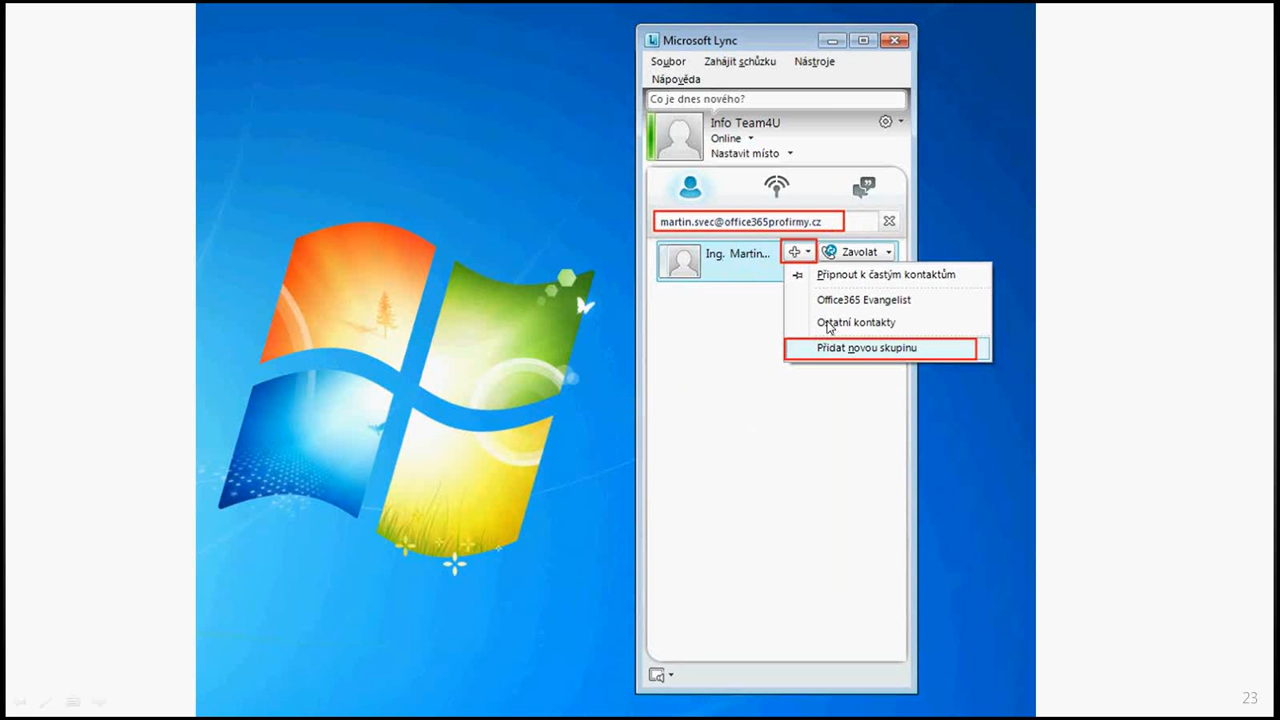 Microsoft Lync
Soubor Zahájit schůzku Nástroje
Nápověda
Co je dnes nového?
Info Team4U
Online
Nastavit místo
martin.svec@office365profirmy.cz
Ing. Martin... Zavolat
Připnout k častým kontaktům
Office365 Evangelist
Ostatní kontakty
Přidat novou skupinu
23